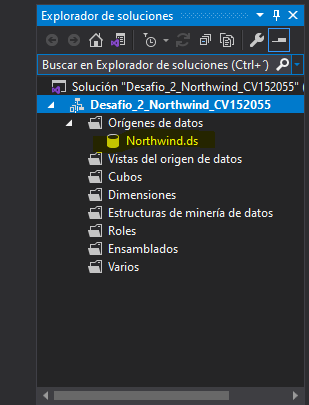 Explorador de soluciones
Buscar en Explorador de soluciones (Ctrl+´)
Solución "Desafio_2_Northwind_CV152055" (
Desafio_2_Northwind_CV152055
Orígenes de datos
Northwind.ds
Vistas del origen de datos
Cubos
Dimensiones
Estructuras de minería de datos
Roles
Ensamblados
Varios